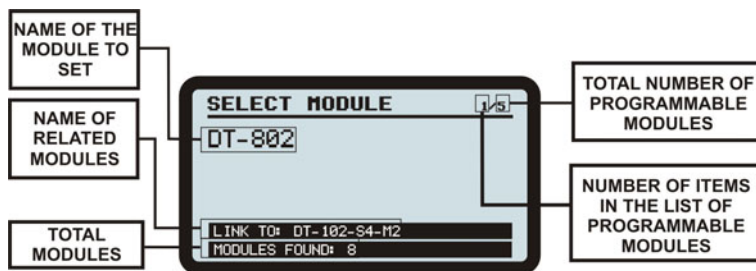 NAME OF THE
MODULE TO
SET
NAME OF
RELATED
MODULES
TOTAL
MODULES
SELECT MODULE 1/5
DT-802
LINK TO: DT-102-S4-M2
MODULES FOUND: 8
TOTAL NUMBER OF
PROGRAMMABLE
MODULES
NUMBER OF ITEMS
IN THE LIST OF
PROGRAMMABLE
MODULES